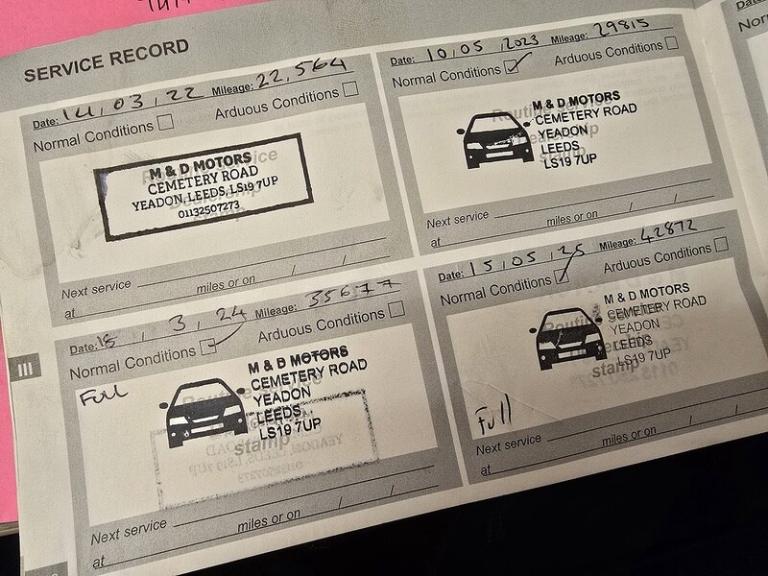 SERVICE RECORD
Date: 14, 03, 22 Mileage: 22,564
Normal Conditions Arduous Conditions
M & D MOTORS
CEMETERY ROAD
YEADON, LEEDS, LS19 7UP
01132507273
Next service miles or on / /
at
Date: 10, 05, 2023 Mileage: 29815
Normal Conditions Arduous Conditions
M & D MOTORS
CEMETERY ROAD
YEADON
LEEDS
LS19 7UP
Next service miles or on / /
at
Date: 18, 3, 24 Mileage: 35677
Normal Conditions Arduous Conditions
Full
M & D MOTORS
CEMETERY ROAD
YEADON
LEEDS
LS19 7UP
stamp
Next service miles or on / /
at
Date: 15, 05, 25 Mileage: 42872
Normal Conditions Arduous Conditions
M & D MOTORS
CEMETERY ROAD
YEADON
LEEDS
LS19 7UP
stamp
Full
Next service miles or on / /
at
III